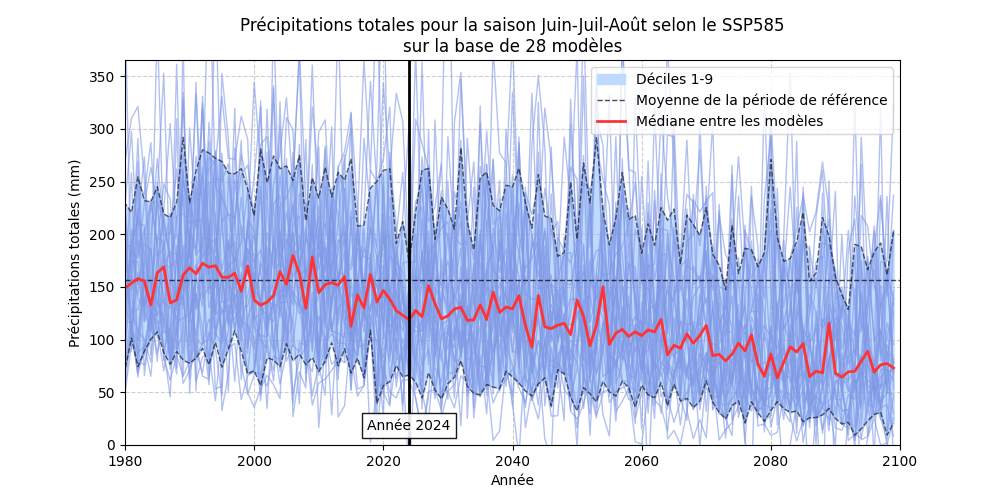 Précipitations totales pour la saison Juin-Juil-Août selon le SSP585
sur la base de 28 modèles
Déciles 1-9
Moyenne de la période de référence
Médiane entre les modèles
Précipitations totales (mm)
350
300
250
200
150
100
50
0
Année 2024
1980
2000
2020
2040
2060
2080
2100
Année